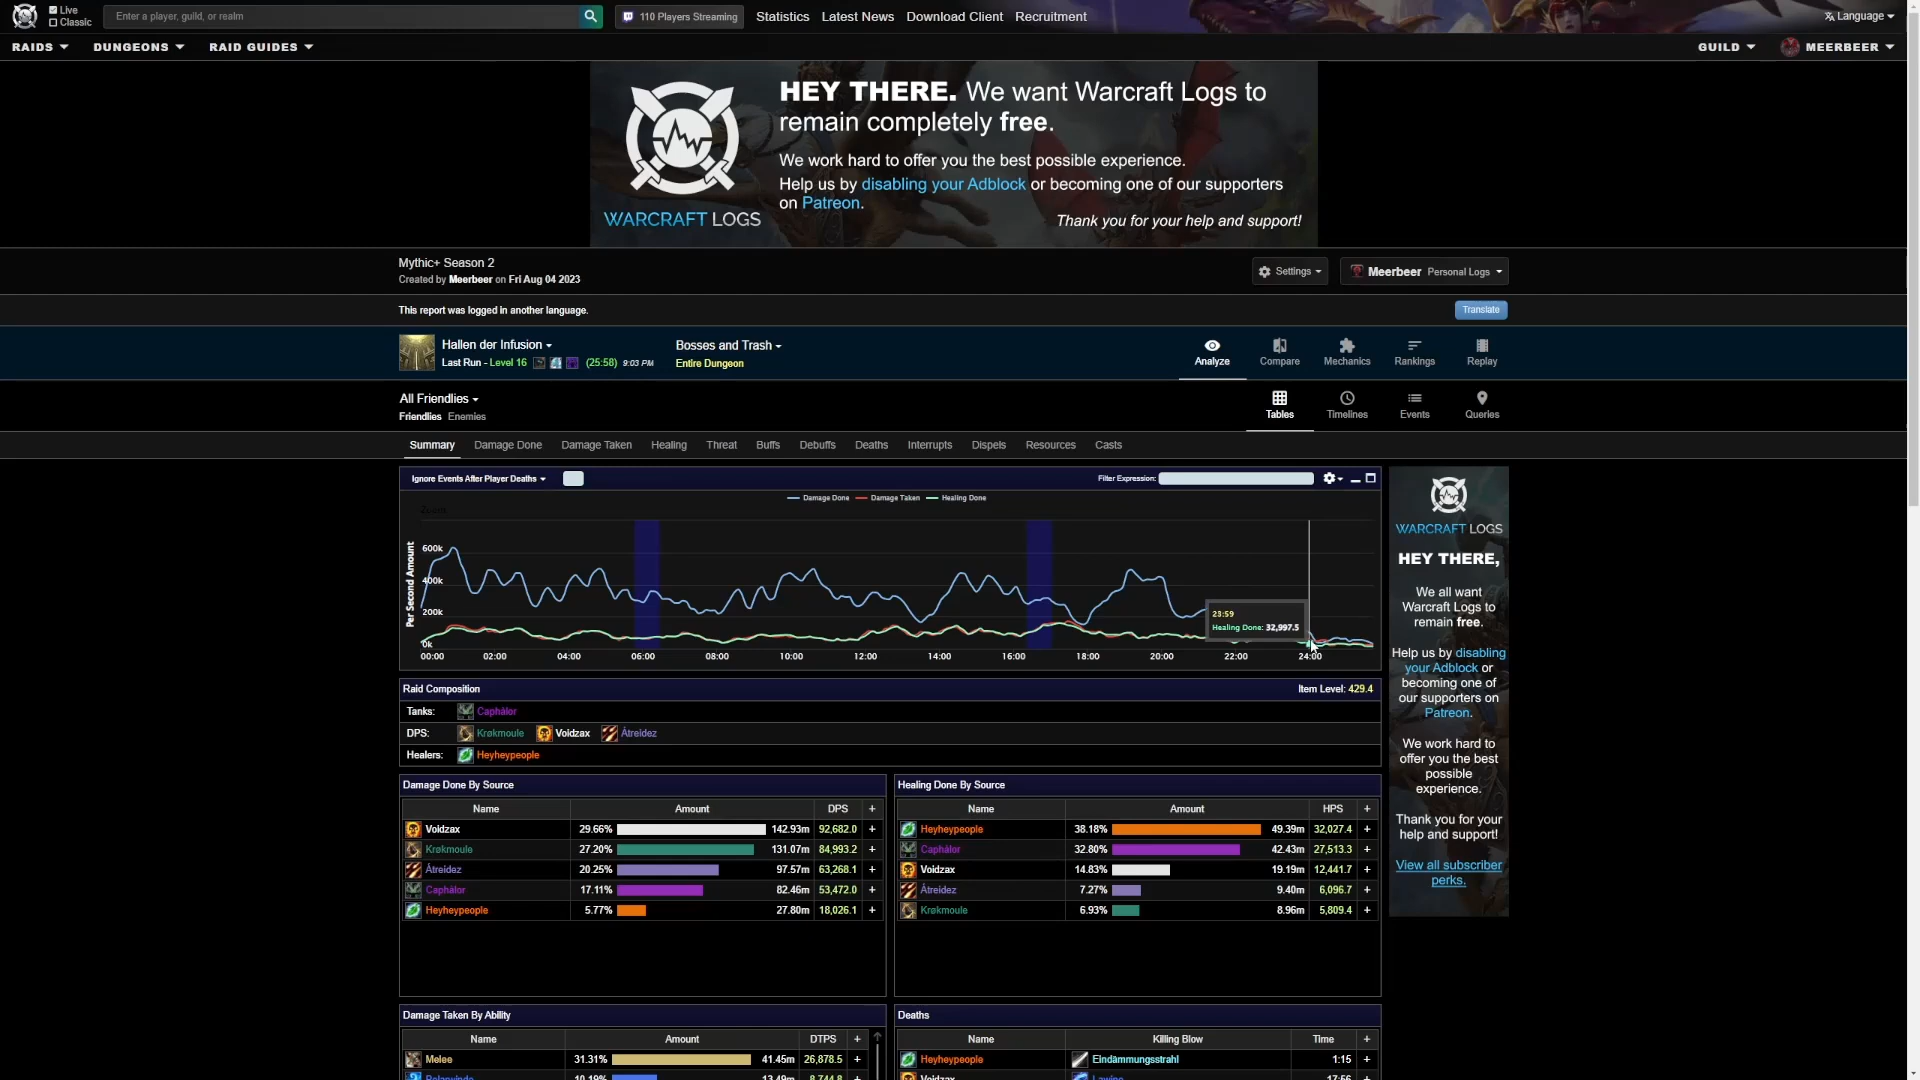 Live
Classic
Enter a player, guild, or realm
110 Players Streaming
Statistics
Latest News
Download Client
Recruitment
Language
RAIDS
DUNGEONS
RAID GUIDES
GUILD
MEERBEER
WARCRAFT LOGS
HEY THERE. We want Warcraft Logs to
remain completely free.
We work hard to offer you the best possible experience.
Help us by disabling your Adblock or becoming one of our supporters
on Patreon.
Thank you for your help and support!
Mythic+ Season 2
Created by Meerbeer on Fri Aug 04 2023
Settings
Meerbeer Personal Logs
This report was logged in another language.
Translate
Hallen der Infusion
Last Run - Level 16 (25:58) 9:03 PM
Bosses and Trash
Entire Dungeon
Analyze
Compare
Mechanics
Rankings
Replay
All Friendlies
Friendlies Enemies
Tables
Timelines
Events
Queries
Summary
Damage Done
Damage Taken
Healing
Threat
Buffs
Debuffs
Deaths
Interrupts
Dispels
Resources
Casts
Ignore Events After Player Deaths
Filter Expression:
Damage Done
Damage Taken
Healing Done
Per Second Amount
600k
400k
200k
0k
00:00 02:00 04:00 06:00 08:00 10:00 12:00 14:00 16:00 18:00 20:00 22:00 24:00
23:59
Healing Done: 32,997.5
WARCRAFT LOGS
HEY THERE,
We all want
Warcraft Logs to
remain free.
Help us by disabling
your Adblock or
becoming one of
our supporters on
Patreon.
We work hard to
offer you the best
possible
experience.
Thank you for your
help and support!
View all subscriber
perks.
Raid Composition
Item Level: 429.4
Tanks: Caphâlor
DPS: Krøkmoule Voidzax Âtreidez
Healers: Heyheypeople
Damage Done By Source
Name Amount DPS +
Voidzax 29.66% 142.93m 92,682.0 +
Krøkmoule 27.20% 131.07m 84,993.2 +
Âtreidez 20.25% 97.57m 63,268.1 +
Caphâlor 17.11% 82.46m 53,472.0 +
Heyheypeople 5.77% 27.80m 18,026.1 +
Healing Done By Source
Name Amount HPS +
Heyheypeople 38.18% 49.39m 32,027.4 +
Caphâlor 32.80% 42.43m 27,513.3 +
Voidzax 14.83% 19.19m 12,441.7 +
Âtreidez 7.27% 9.40m 6,096.7 +
Krøkmoule 6.93% 8.96m 5,809.4 +
Damage Taken By Ability
Name Amount DTPS +
Melee 31.31% 41.45m 26,878.5 +
Polarwinde 10.19% 13.49m 8,744.8 +
Deaths
Name Killing Blow Time +
Heyheypeople Eindämmungsstrahl 1:15 +
Voidzax Lawine 17:56 +